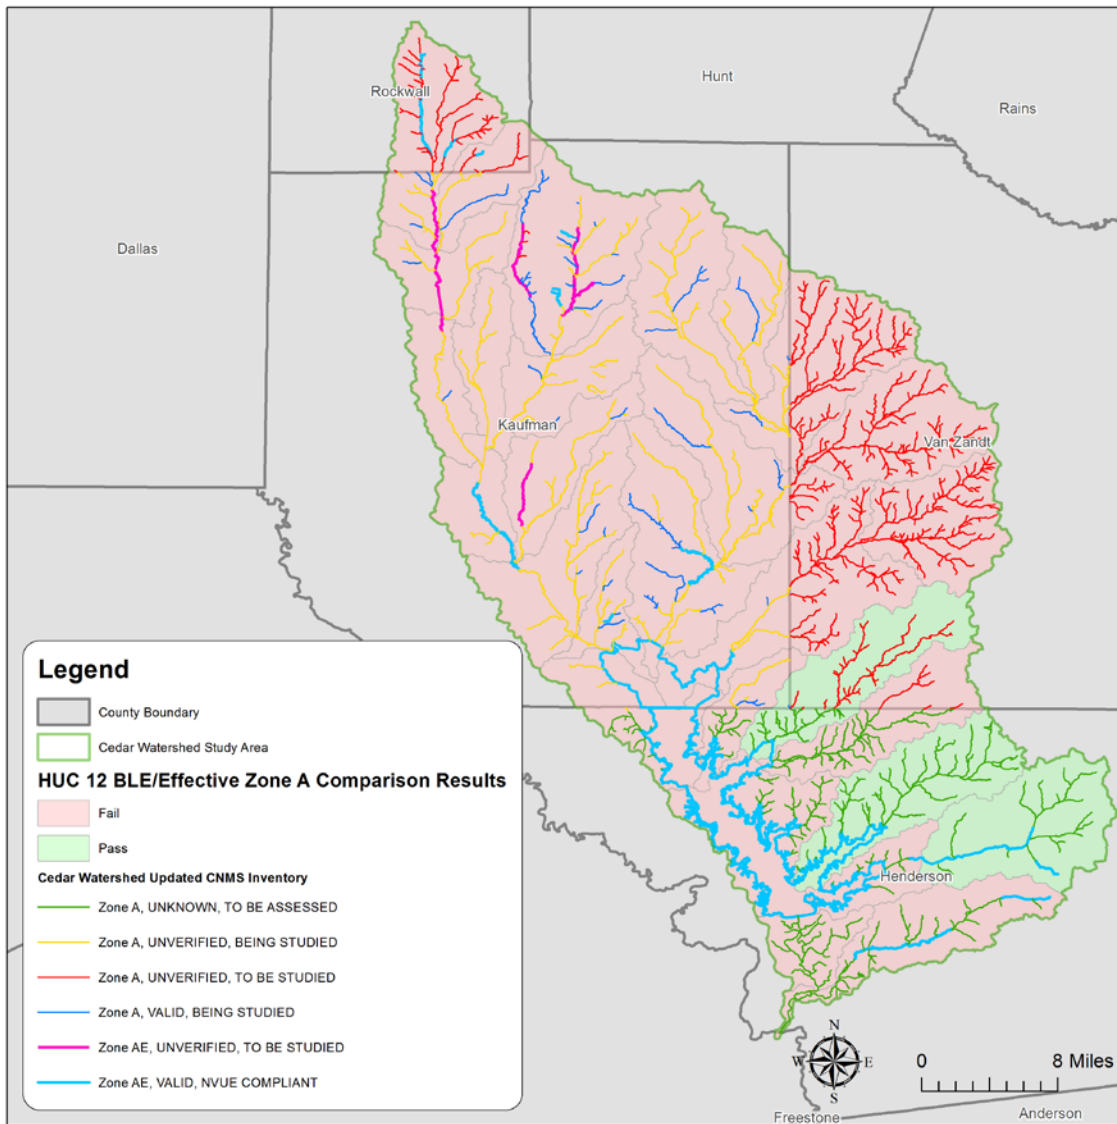 Hunt
Rockwall
Rains
Dallas
Kaufman
Van Zandt
Henderson
Legend
County Boundary
Cedar Watershed Study Area
HUC 12 BLE/Effective Zone A Comparison Results
Fail
Pass
Cedar Watershed Updated CNMS Inventory
Zone A, UNKNOWN, TO BE ASSESSED
Zone A, UNVERIFIED, BEING STUDIED
Zone A, UNVERIFIED, TO BE STUDIED
Zone A, VALID, BEING STUDIED
Zone AE, UNVERIFIED, TO BE STUDIED
Zone AE, VALID, NVUE COMPLIANT
N
W E
S
0 8 Miles
Freestone
Anderson